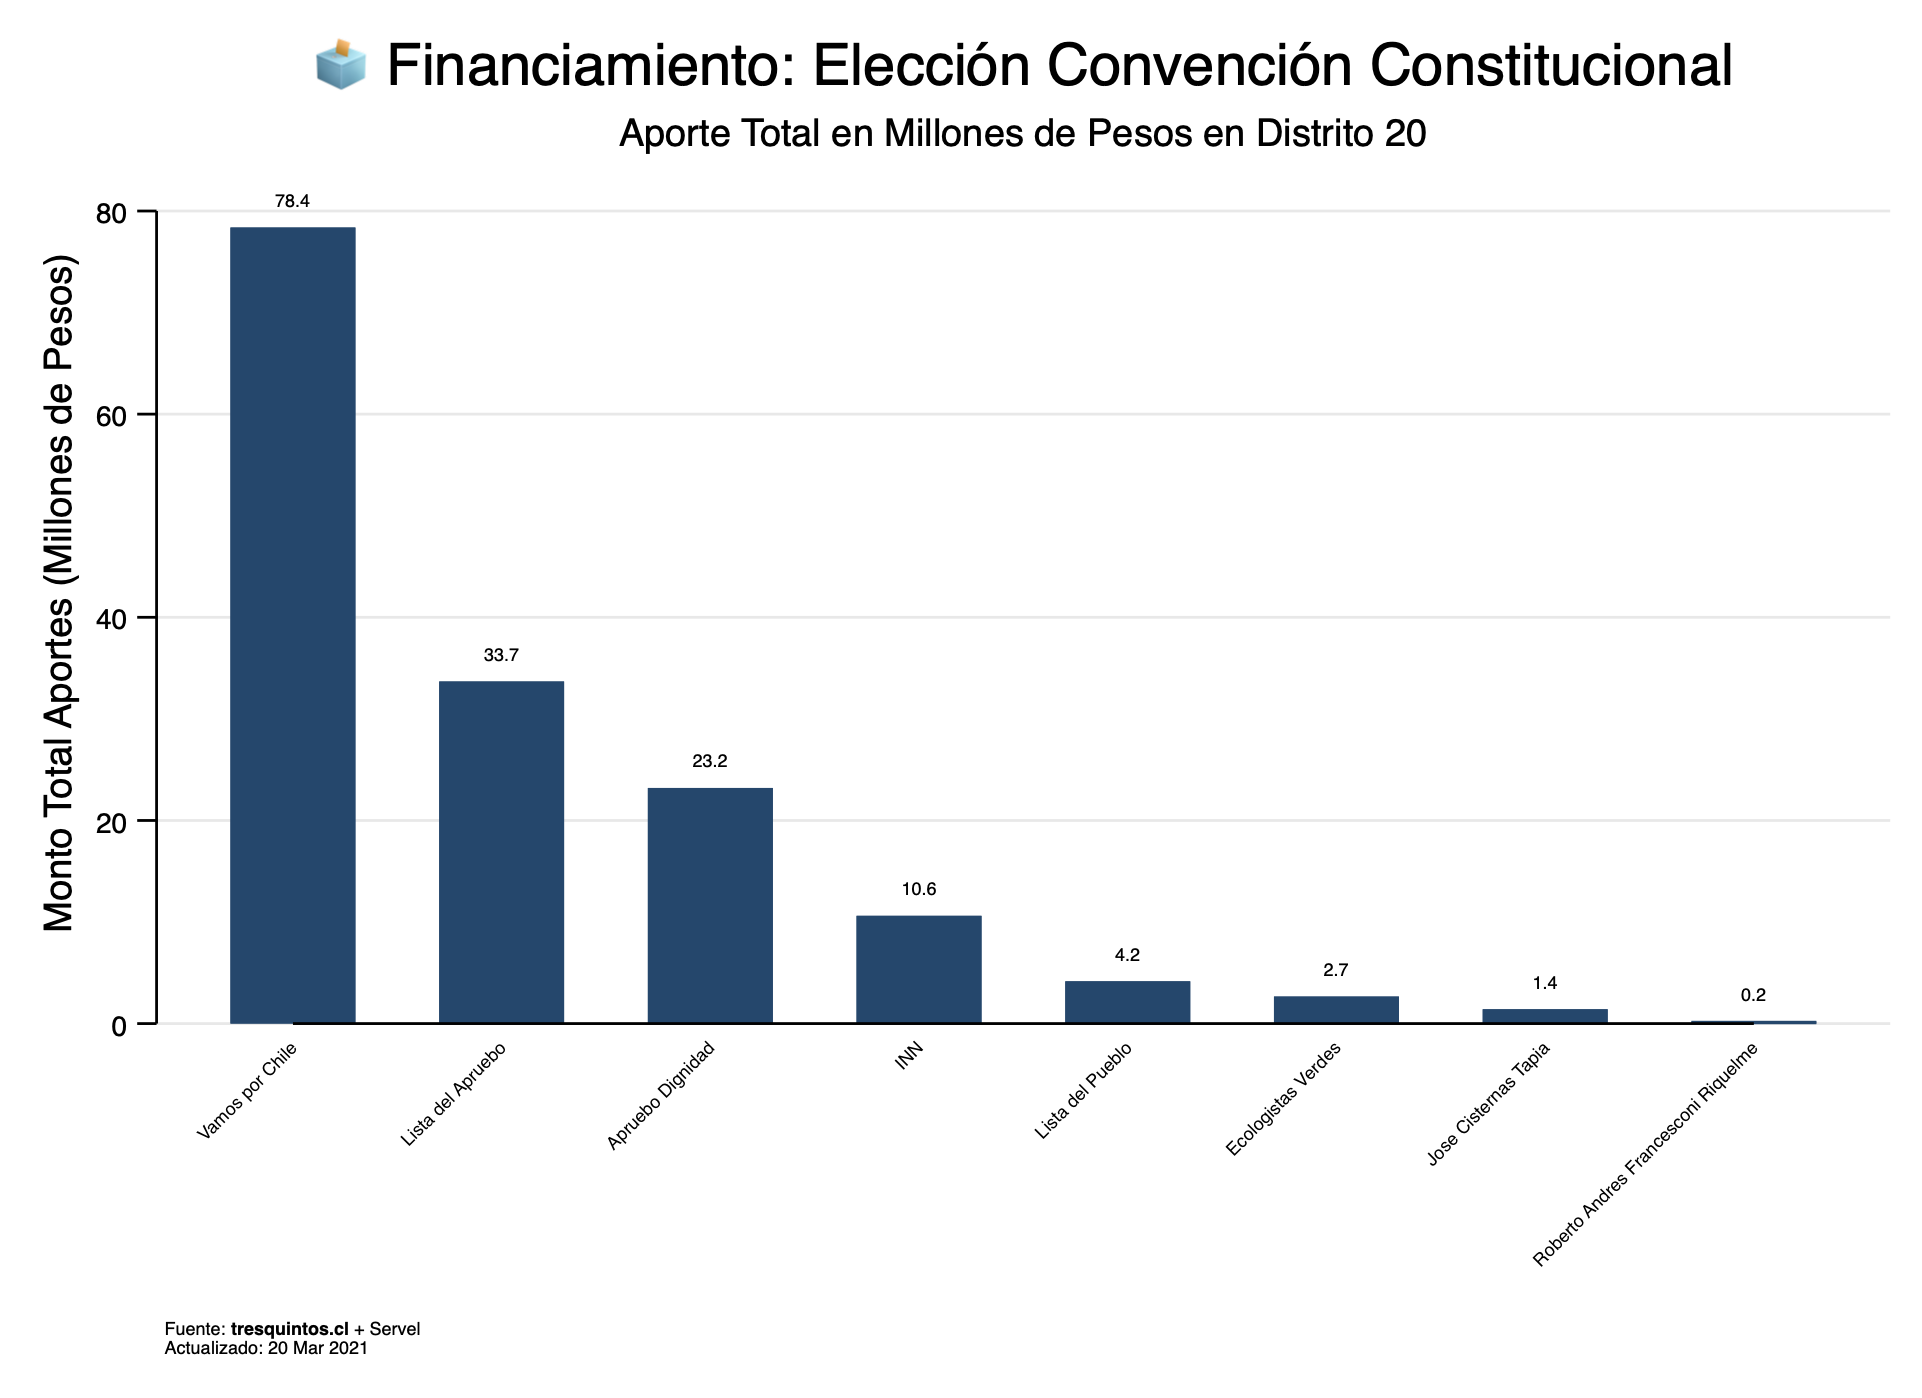 Financiamiento: Elección Convención Constitucional
Aporte Total en Millones de Pesos en Distrito 20
Monto Total Aportes (Millones de Pesos)
80
60
40
20
0
78.4
33.7
23.2
10.6
4.2
2.7
1.4
0.2
Vamos por Chile
Lista del Apruebo
Apruebo Dignidad
INN
Lista del Pueblo
Ecologistas Verdes
Jose Cisternas Tapia
Roberto Andres Francesconi Riquelme
Fuente: tresquintos.cl + Servel
Actualizado: 20 Mar 2021